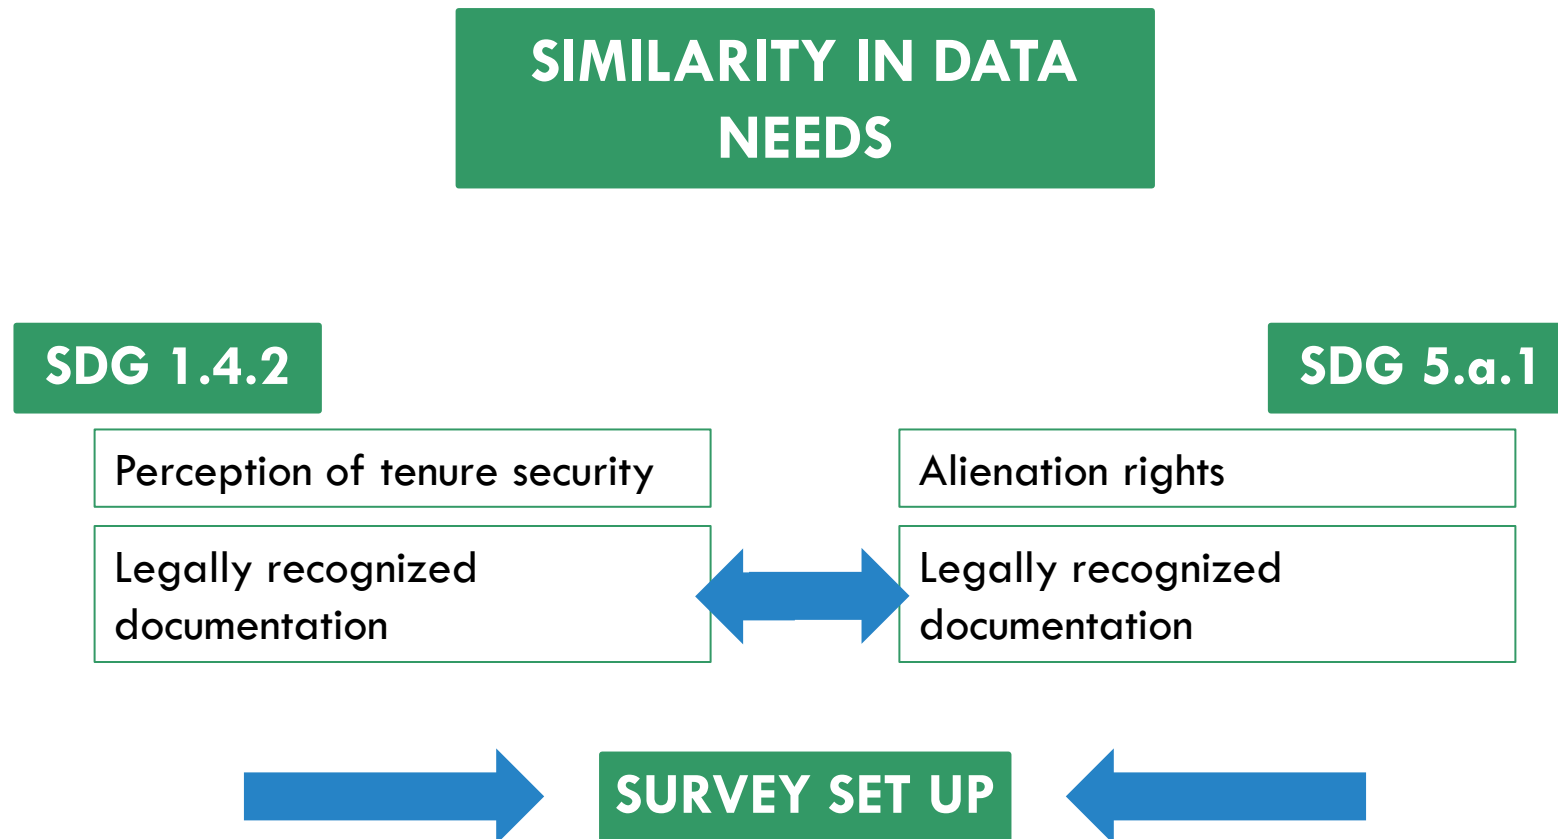 SIMILARITY IN DATA
NEEDS
SDG 1.4.2
SDG 5.a.1
Perception of tenure security
Alienation rights
Legally recognized
documentation
Legally recognized
documentation
SURVEY SET UP